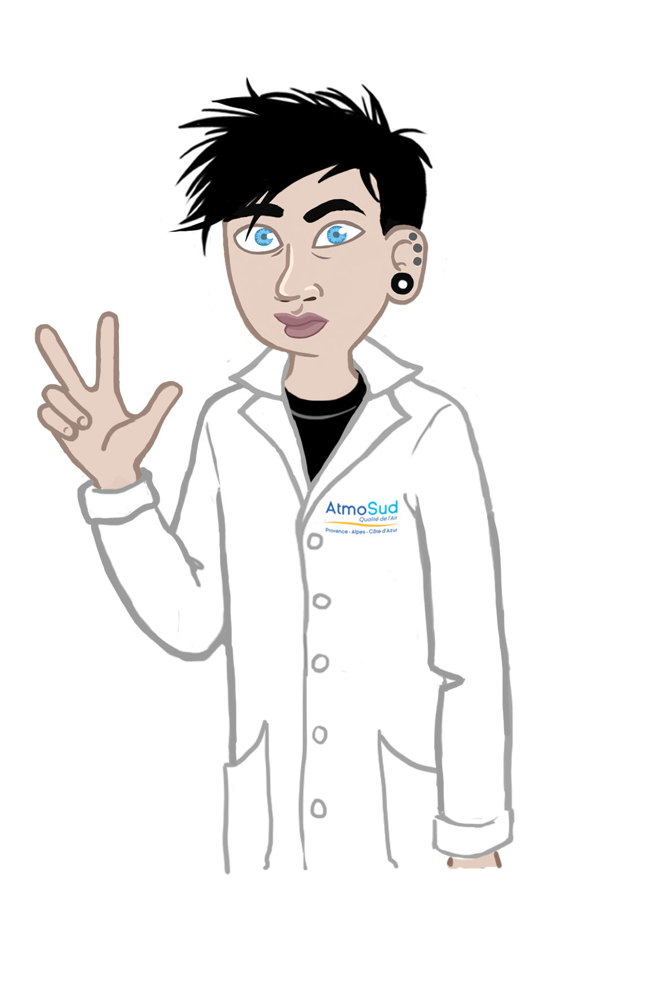 AtmoSud
Qualité de l'Air
Provence - Alpes - Côte d'Azur